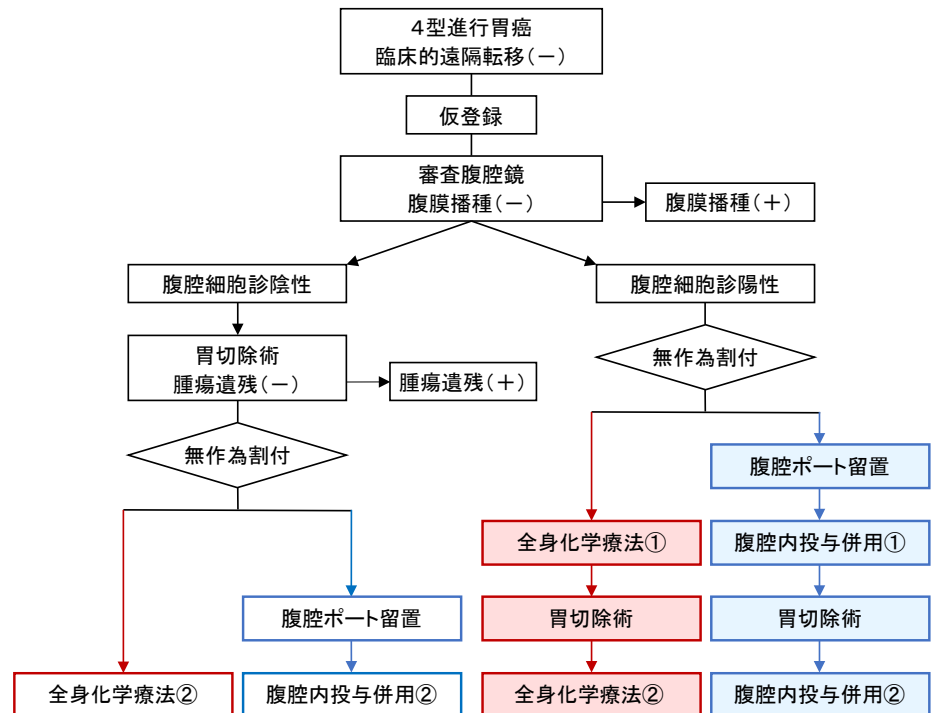 ４型進行胃癌
臨床的遠隔転移（－）
仮登録
審査腹腔鏡
腹膜播種（－）
腹膜播種（＋）
腹腔細胞診陰性
腹腔細胞診陽性
胃切除術
腫瘍遺残（－）
腫瘍遺残（＋）
無作為割付
無作為割付
腹腔ポート留置
全身化学療法①
腹腔内投与併用①
腹腔ポート留置
胃切除術
胃切除術
全身化学療法②
腹腔内投与併用②
全身化学療法②
腹腔内投与併用②